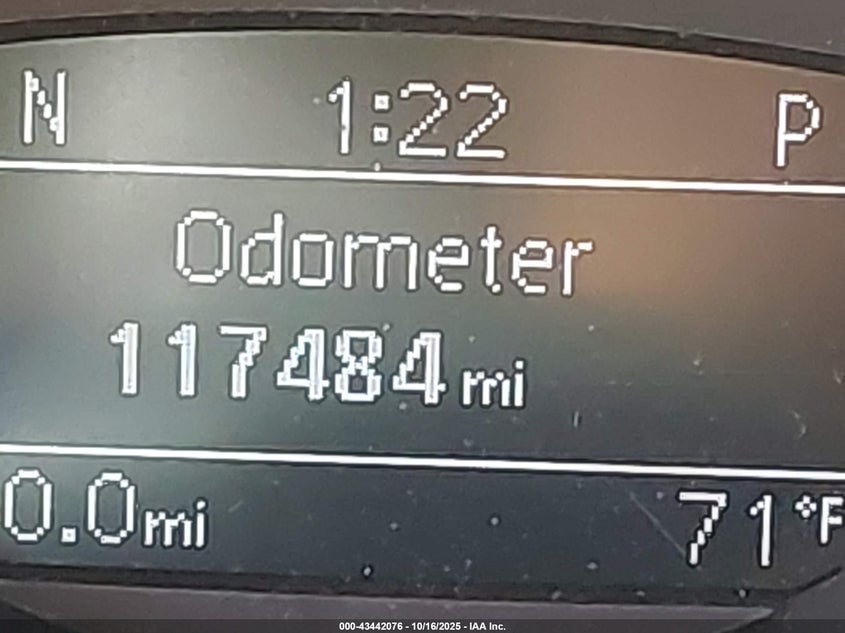 N 1:22 P
Odometer
117484 mi
0.0 mi 71°F
000-43442076 - 10/16/2025 - IAA Inc.